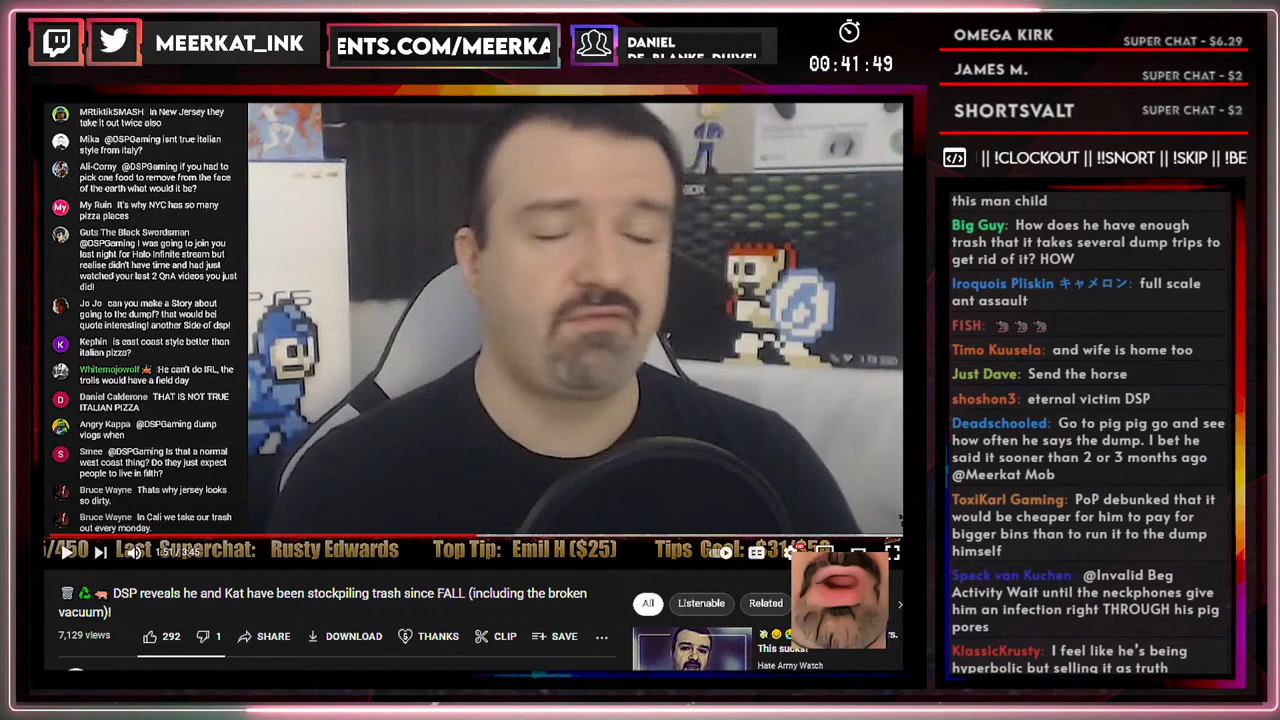 MEERKAT_INK
ENTS.COM/MEERKA
DANIEL
00:41:49
OMEGA KIRK
SUPER CHAT - $6.29
JAMES M.
SUPER CHAT - $2
SHORTSVALT
SUPER CHAT - $2
|| !CLOCKOUT || !!SNORT || !SKIP || !BE
MRtiktikSMASH In New Jersey they
take it out twice also
Mika @DSPGaming isnt true italian
style from italy?
Ali-Corny @DSPGaming if you had to
pick one food to remove from the face
of the earth what would it be?
My
My Ruin It's why NYC has so many
pizza places
Guts The Black Swordsman
@DSPGaming I was going to join you
last night for Halo Infinite stream but
realise didn't have time and had just
watched your last 2 QnA videos you just
did!
Jo Jo can you make a Story about
going to the dump!? that would bei
quote interesting! another Side of dsp!
K
Kephin is east coast style better than
italian pizza?
Whitemojowolf He can't do IRL, the
trolls would have a field day
D
Daniel Calderone THAT IS NOT TRUE
ITALIAN PIZZA
Angry Kappa @DSPGaming dump
vlogs when
S
Smee @DSPGaming Is that a normal
west coast thing? Do they just expect
people to live in filth?
Bruce Wayne Thats why jersey looks
so dirty.
Bruce Wayne In Cali we take our trash
out every monday.
1:51 / 3:45
/450 Last Superchat: Rusty Edwards Top Tip: Emil H ($25) Tips Goal: $31/$50
🗑️ ♻️ 🐖 DSP reveals he and Kat have been stockpiling trash since FALL (including the broken
vacuum)!
7,129 views
292
1
SHARE
DOWNLOAD
THANKS
CLIP
SAVE
All
Listenable
Related
This sucks
Hate Army Watch
this man child
Big Guy: How does he have enough
trash that it takes several dump trips to
get rid of it? HOW
Iroquois Pliskin キャメロン: full scale
ant assault
FISH:
Timo Kuusela: and wife is home too
Just Dave: Send the horse
shoshon3: eternal victim DSP
Deadschooled: Go to pig pig go and see
how often he says the dump. I bet he
said it sooner than 2 or 3 months ago
@Meerkat Mob
ToxiKarl Gaming: PoP debunked that it
would be cheaper for him to pay for
bigger bins than to run it to the dump
himself
Speck van Kuchen: @Invalid Beg
Activity Wait until the neckphones give
him an infection right THROUGH his pig
pores
KlassicKrusty: I feel like he's being
hyperbolic but selling it as truth